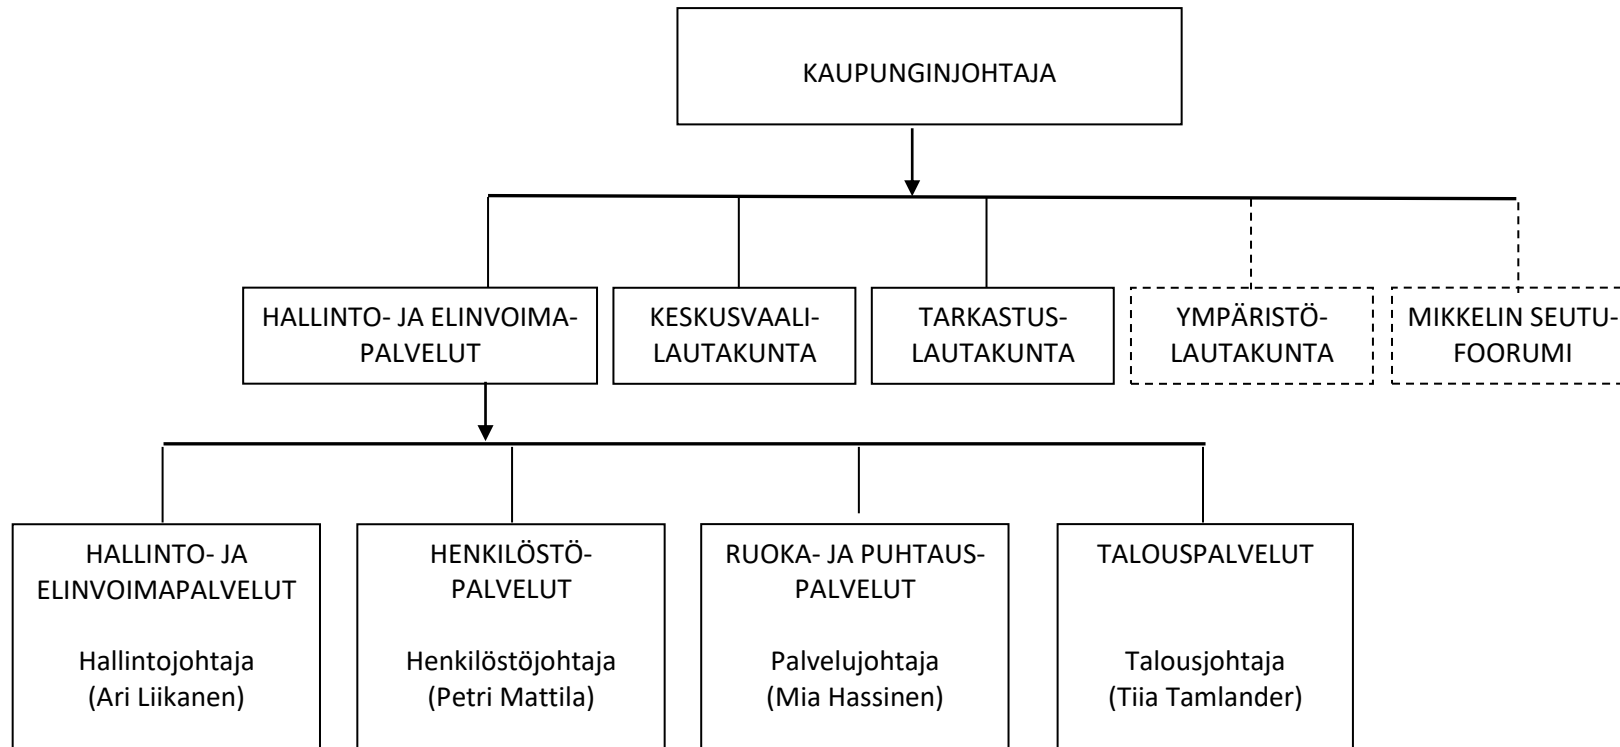 KAUPUNGINJOHTAJA
HALLINTO- JA ELINVOIMA-
PALVELUT
KESKUSVAALI-
LAUTAKUNTA
TARKASTUS-
LAUTAKUNTA
YMPÄRISTÖ-
LAUTAKUNTA
MIKKELIN SEUTU-
FOORUMI
HALLINTO- JA
ELINVOIMAPALVELUT
Hallintojohtaja
(Ari Liikanen)
HENKILÖSTÖ-
PALVELUT
Henkilöstöjohtaja
(Petri Mattila)
RUOKA- JA PUHTAUS-
PALVELUT
Palvelujohtaja
(Mia Hassinen)
TALOUSPALVELUT
Talousjohtaja
(Tiia Tamlander)